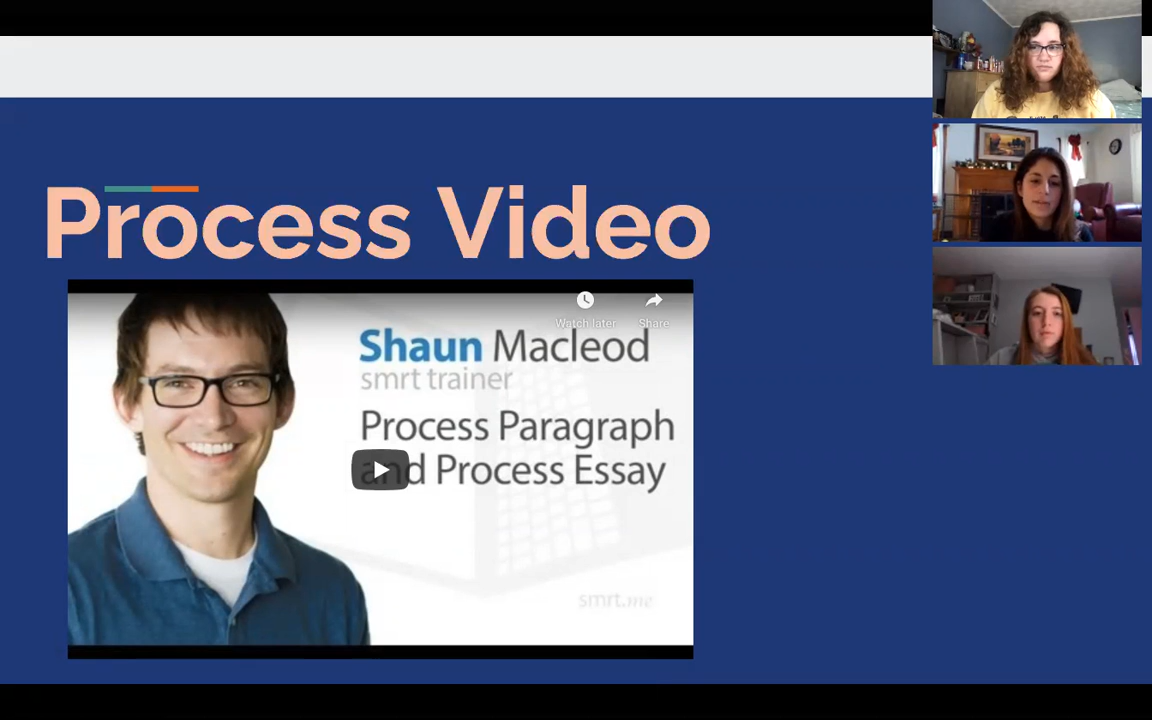 Process Video
Watch later
Share
Shaun Macleod
smrt trainer
Process Paragraph
and Process Essay
smrt.me